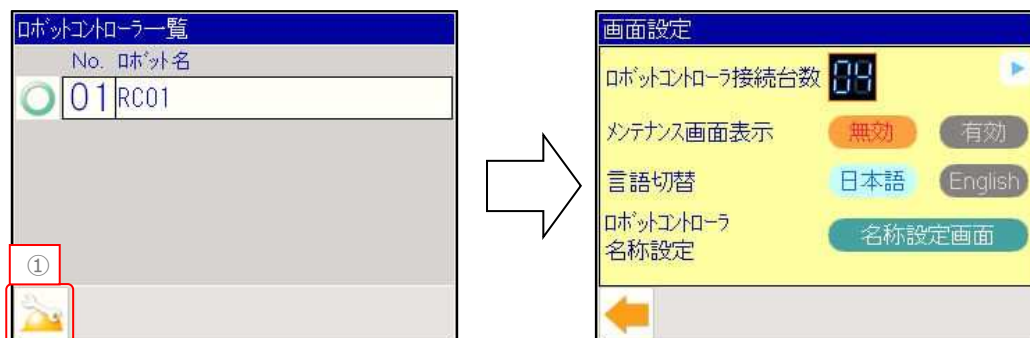 ロボットコントローラ一覧
No. ロボット名
01 RC01
①
画面設定
ロボットコントローラ接続台数 04
メンテナンス画面表示 無効 有効
言語切替 日本語 English
ロボットコントローラ
名称設定 名称設定画面